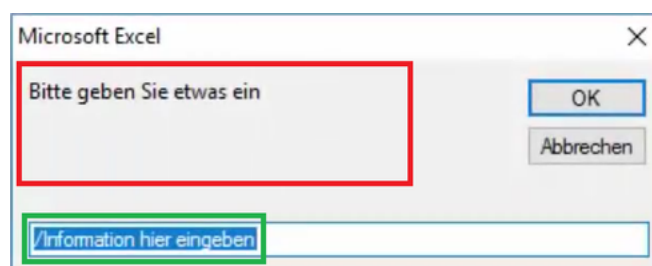 Microsoft Excel
Bitte geben Sie etwas ein
OK
Abbrechen
/Information hier eingeben